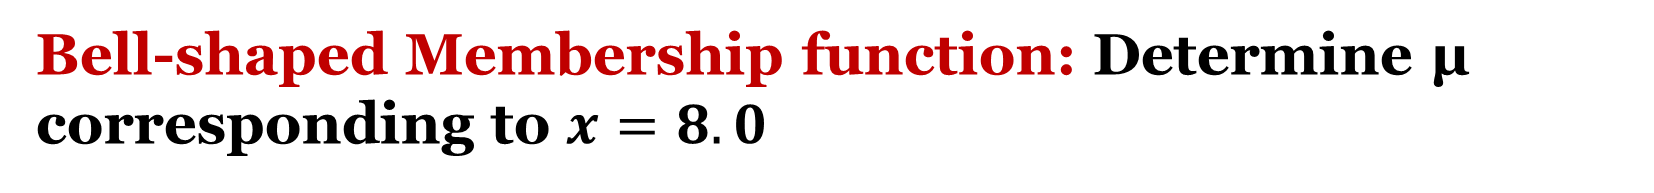 Bell-shaped Membership function: Determine μ
corresponding to x = 8.0